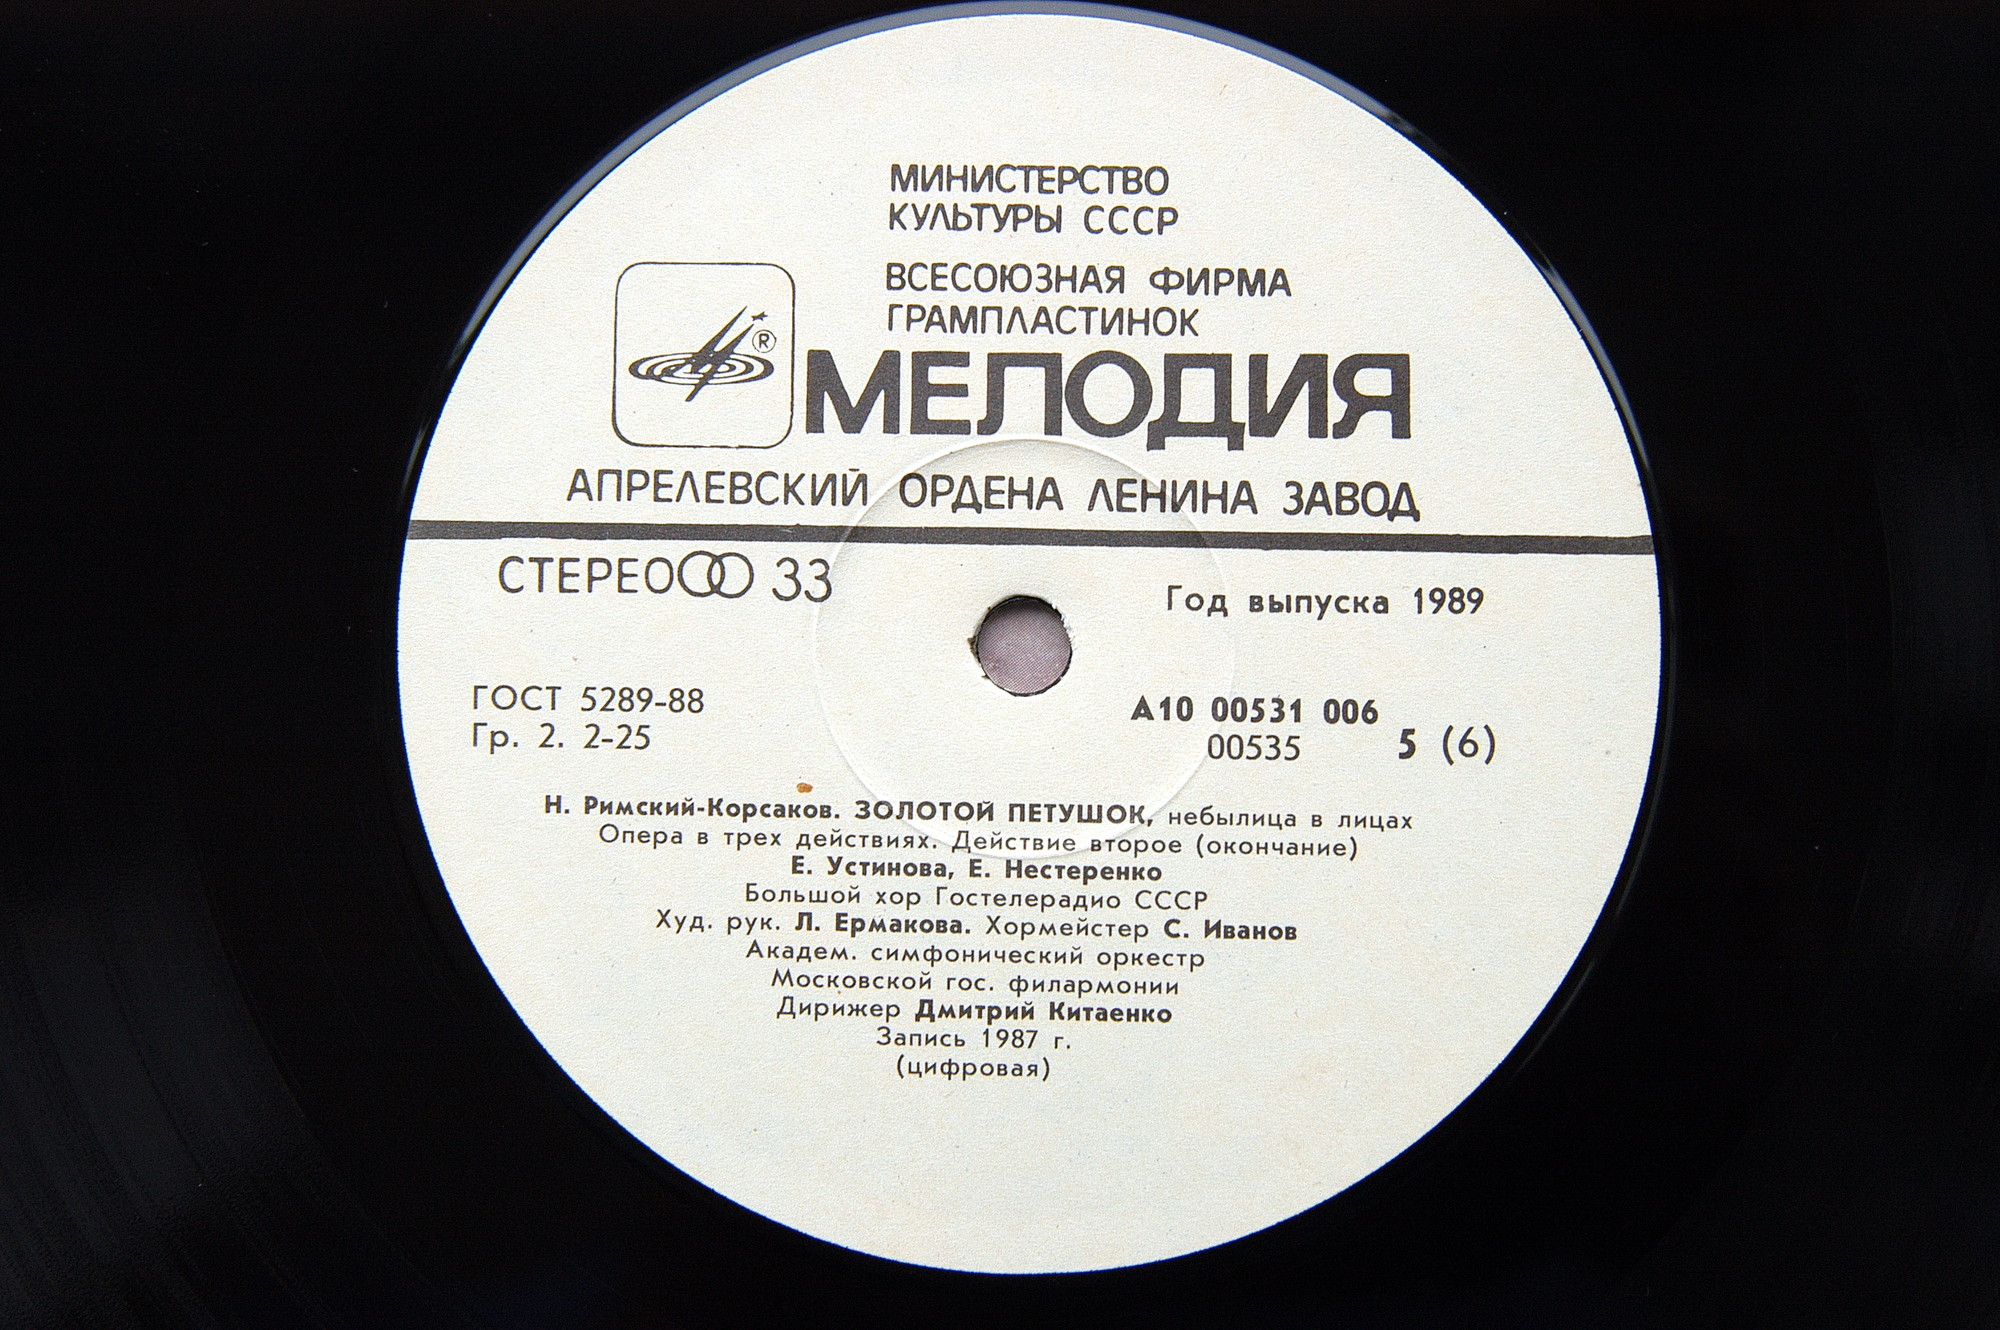 МИНИСТЕРСТВО
КУЛЬТУРЫ СССР
ВСЕСОЮЗНАЯ ФИРМА
ГРАМПЛАСТИНОК
®
МЕЛОДИЯ
АПРЕЛЕВСКИЙ ОРДЕНА ЛЕНИНА ЗАВОД
СТЕРЕО 33
Год выпуска 1989
ГОСТ 5289-88
Гр. 2. 2-25
А10 00531 006
00535 5 (6)
Н. Римский-Корсаков. ЗОЛОТОЙ ПЕТУШОК, небылица в лицах
Опера в трех действиях. Действие второе (окончание)
Е. Устинова, Е. Нестеренко
Большой хор Гостелерадио СССР
Худ. рук. Л. Ермакова. Хормейстер С. Иванов
Академ. симфонический оркестр
Московской гос. филармонии
Дирижер Дмитрий Китаенко
Запись 1987 г.
(цифровая)